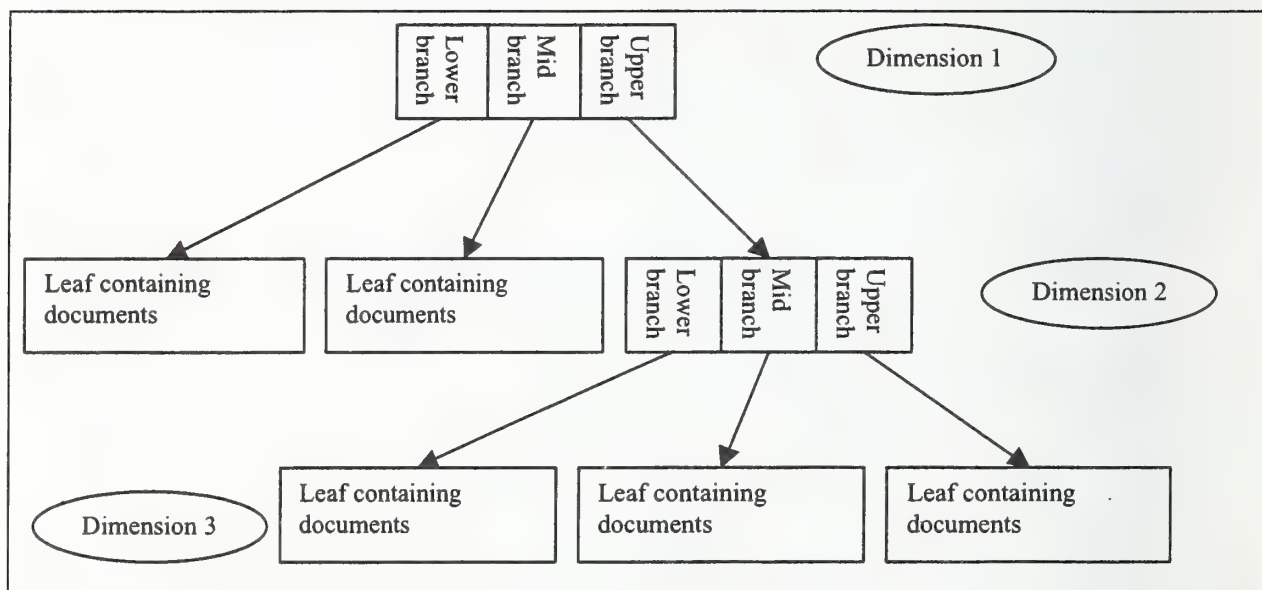 Lower
branch
Mid
branch
Upper
branch
Dimension 1
Leaf containing
documents
Leaf containing
documents
Lower
branch
Mid
branch
Upper
branch
Dimension 2
Dimension 3
Leaf containing
documents
Leaf containing
documents
Leaf containing
documents